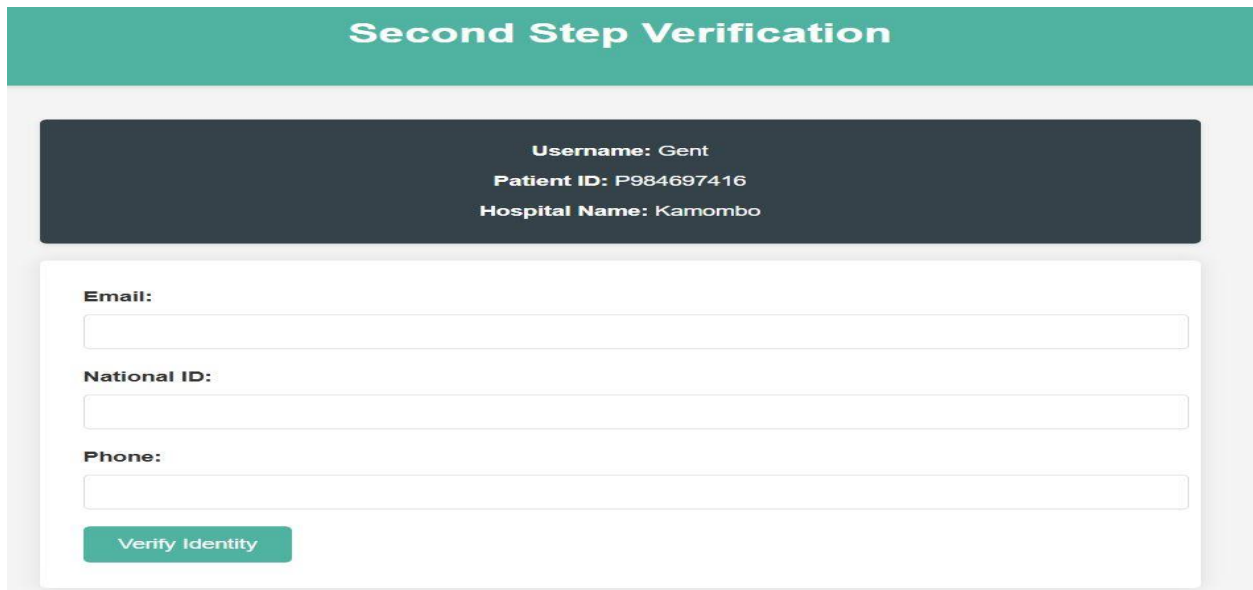 Second Step Verification
Username: Gent
Patient ID: P984697416
Hospital Name: Kamombo
Email:
National ID:
Phone:
Verify Identity